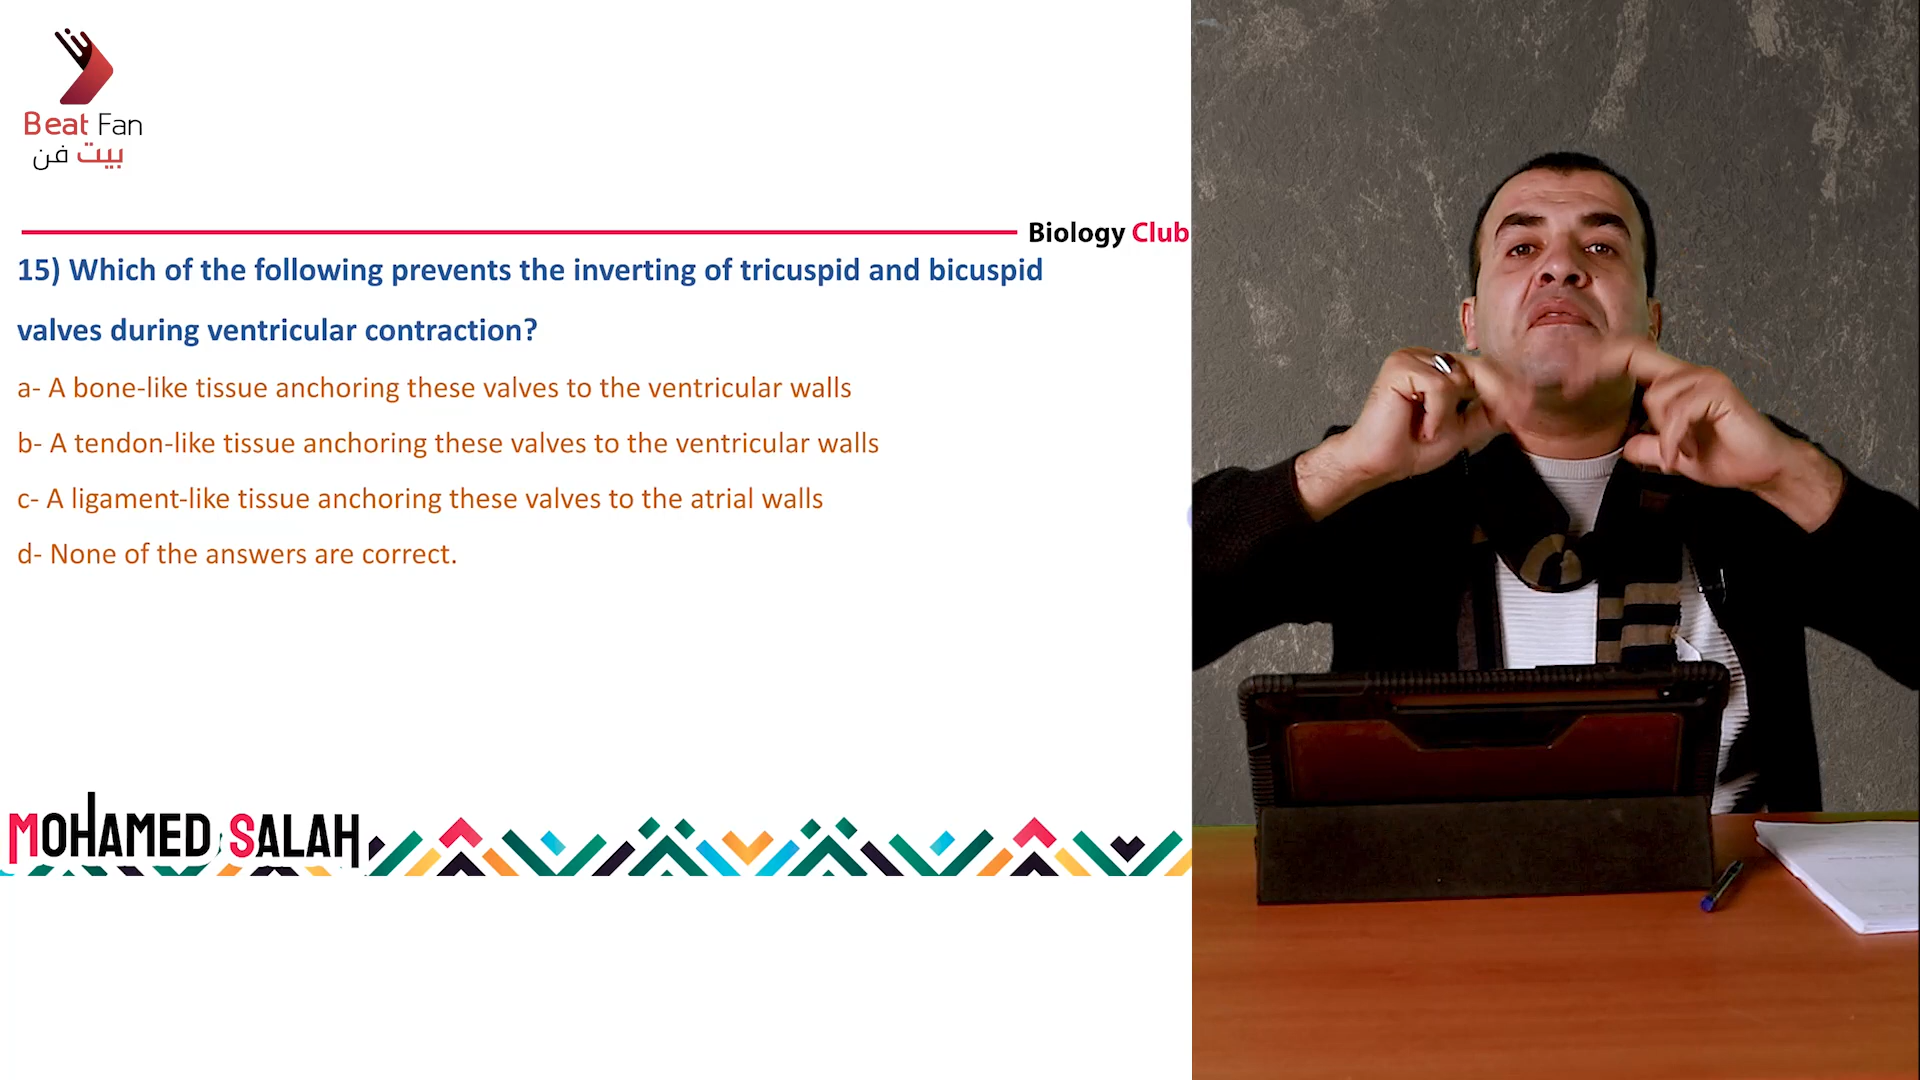 Beat Fan
بيت فن
Biology Club
15) Which of the following prevents the inverting of tricuspid and bicuspid
valves during ventricular contraction?
a- A bone-like tissue anchoring these valves to the ventricular walls
b- A tendon-like tissue anchoring these valves to the ventricular walls
c- A ligament-like tissue anchoring these valves to the atrial walls
d- None of the answers are correct.
MOHAMED SALAH